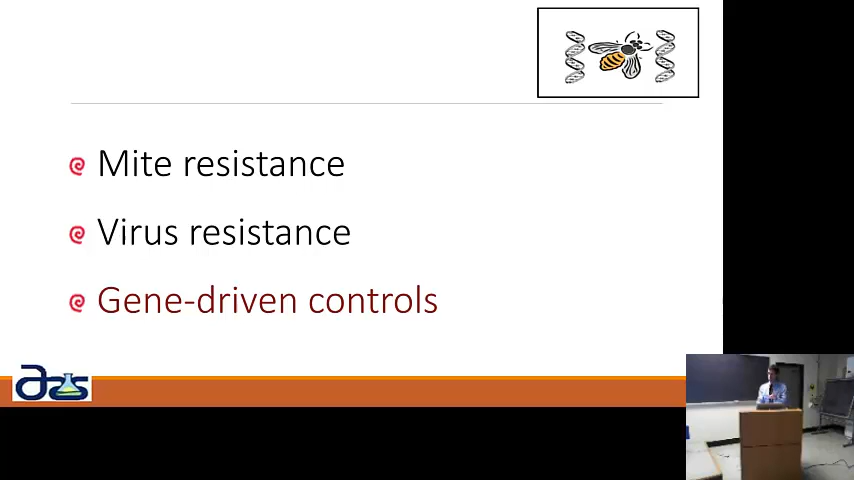 Mite resistance
Virus resistance
Gene-driven controls